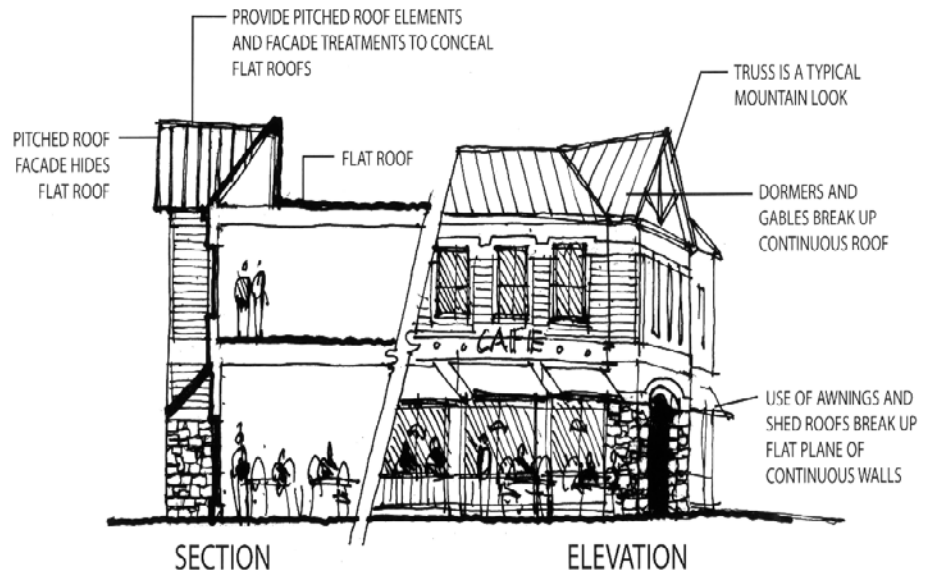 PROVIDE PITCHED ROOF ELEMENTS
AND FACADE TREATMENTS TO CONCEAL
FLAT ROOFS
TRUSS IS A TYPICAL
MOUNTAIN LOOK
PITCHED ROOF
FACADE HIDES
FLAT ROOF
FLAT ROOF
DORMERS AND
GABLES BREAK UP
CONTINUOUS ROOF
CAFE
USE OF AWNINGS AND
SHED ROOFS BREAK UP
FLAT PLANE OF
CONTINUOUS WALLS
SECTION
ELEVATION